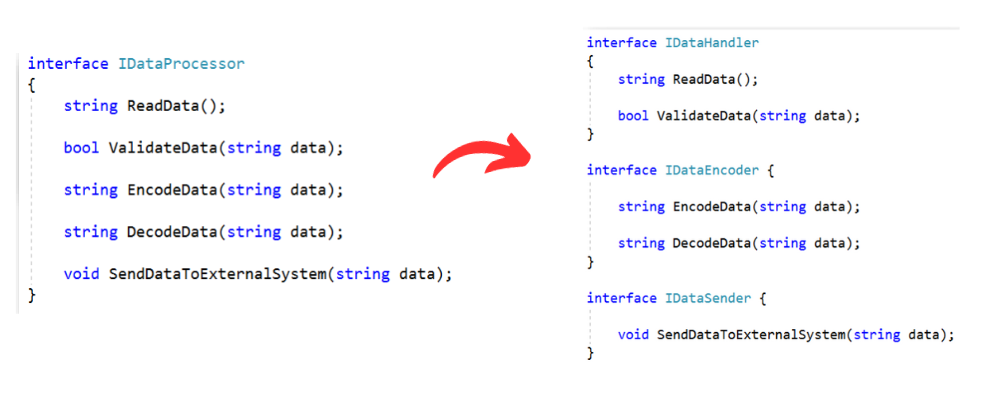 interface IDataProcessor
{
string ReadData();
bool ValidateData(string data);
string EncodeData(string data);
string DecodeData(string data);
void SendDataToExternalSystem(string data);
}
interface IDataHandler
{
string ReadData();
bool ValidateData(string data);
}
interface IDataEncoder {
string EncodeData(string data);
string DecodeData(string data);
}
interface IDataSender {
void SendDataToExternalSystem(string data);
}